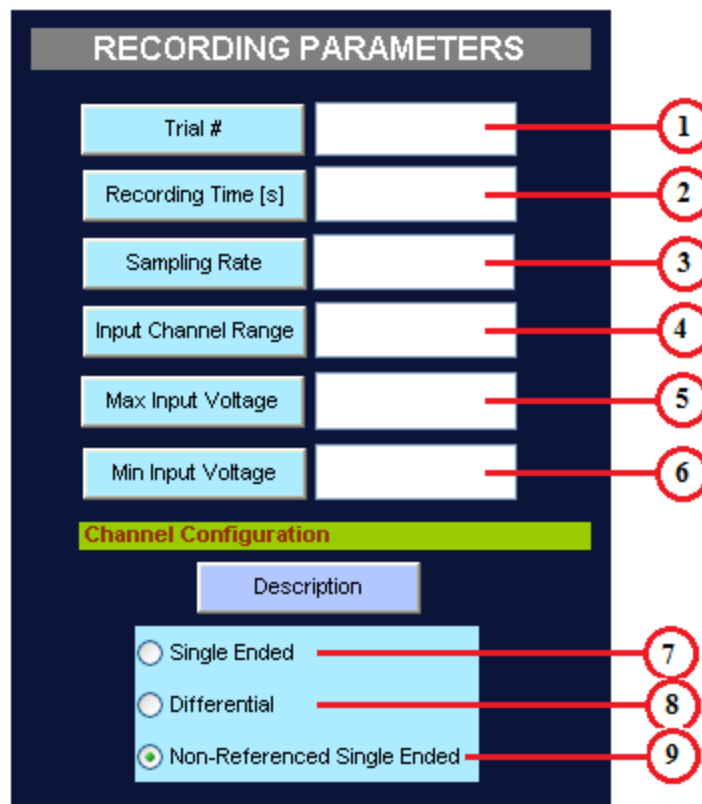 RECORDING PARAMETERS
Trial # 1
Recording Time [s] 2
Sampling Rate 3
Input Channel Range 4
Max Input Voltage 5
Min Input Voltage 6
Channel Configuration
Description
Single Ended 7
Differential 8
Non-Referenced Single Ended 9